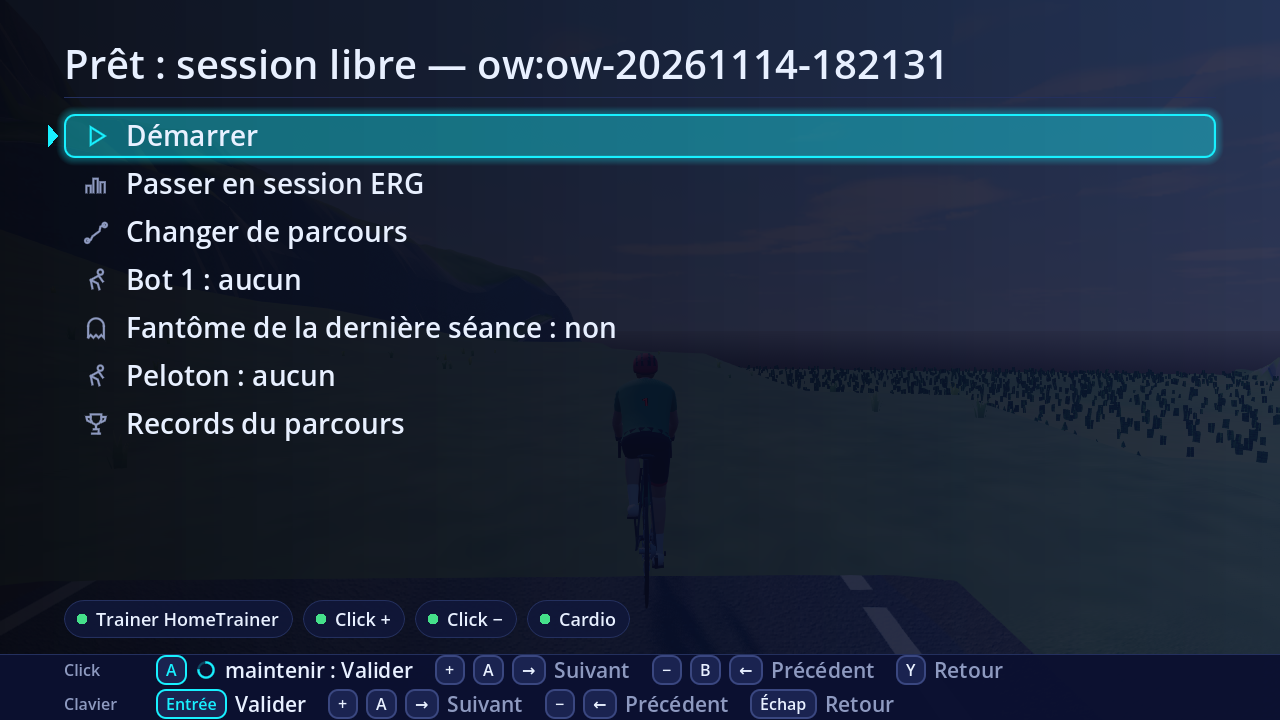 Prêt : session libre — ow:ow-20261114-182131
Démarrer
Passer en session ERG
Changer de parcours
Bot 1 : aucun
Fantôme de la dernière séance : non
Peloton : aucun
Records du parcours
Trainer HomeTrainer Click + Click − Cardio
Click A maintenir : Valider + A → Suivant − B ← Précédent Y Retour
Clavier Entrée Valider + A → Suivant − ← Précédent Échap Retour